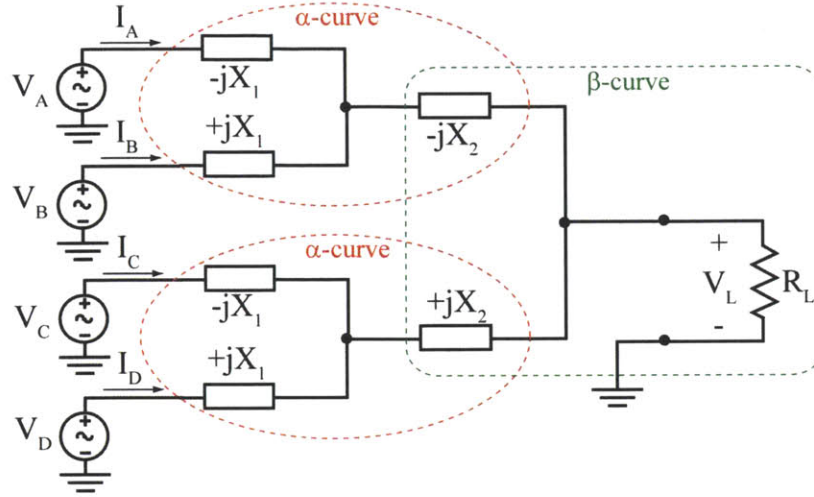 α-curve
I_A
-jX_1
V_A
β-curve
+jX_1
I_B
-jX_2
V_B
α-curve
I_C
-jX_1
+jX_2
V_C
+ V_L - R_L
+jX_1
I_D
V_D